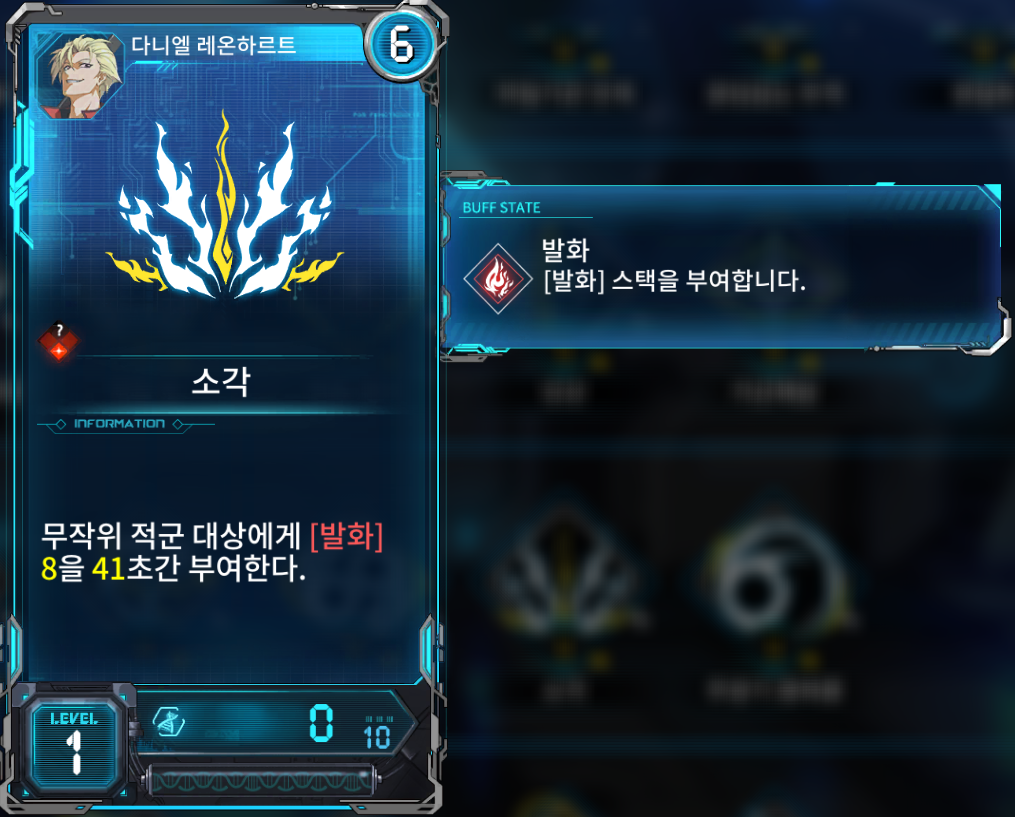 다니엘 레온하르트
6
BUFF STATE
발화
[발화] 스택을 부여합니다.
?
소각
INFORMATION
무작위 적군 대상에게 [발화]
8을 41초간 부여한다.
LEVEL
1
0
10